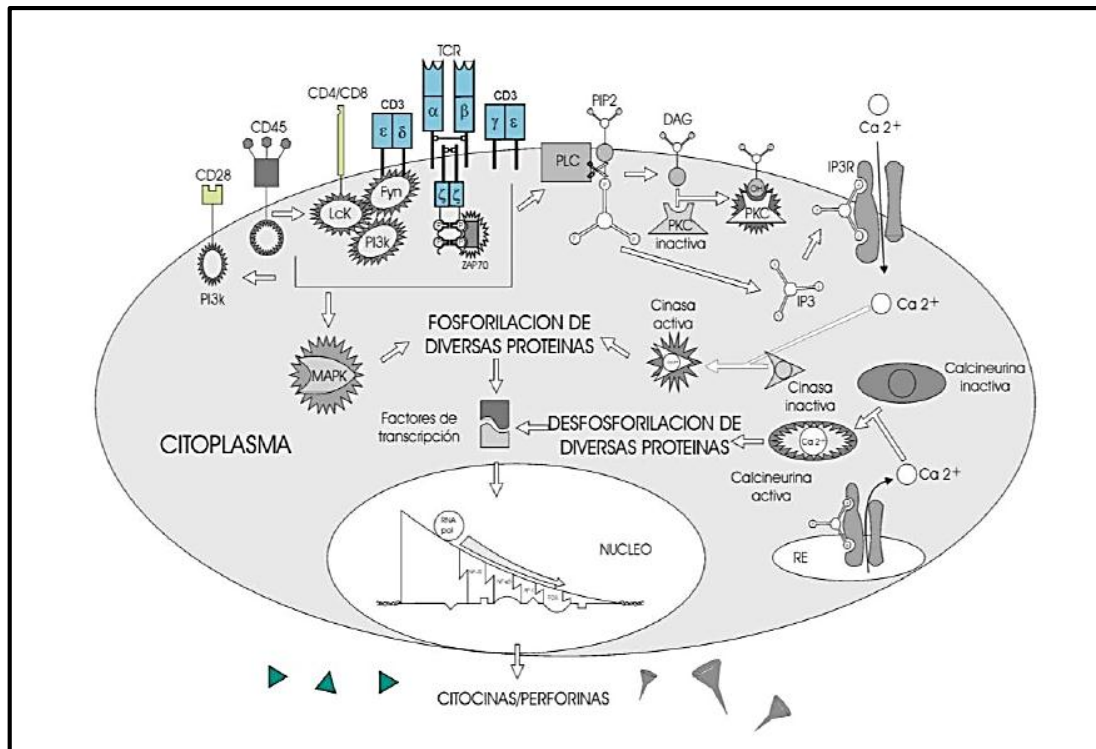 TCR
CD4/CD8
CD3
CD3
CD45
CD28
α
β
ε
δ
γ
ε
ζ
ζ
PLC
PIP2
DAG
Ca 2+
IP3R
Fyn
LcK
PI3k
ZAP70
PKC
inactiva
PKC
PI3k
IP3
Ca 2+
MAPK
FOSFORILACION DE
DIVERSAS PROTEINAS
Cinasa
activa
Cinasa
inactiva
Calcineurina
inactiva
Factores de
transcripción
DESFOSFORILACION DE
DIVERSAS PROTEINAS
CITOPLASMA
Ca 2+
Calcineurina
activa
Ca 2+
RNA
pol
NUCLEO
RE
CITOCINAS/PERFORINAS